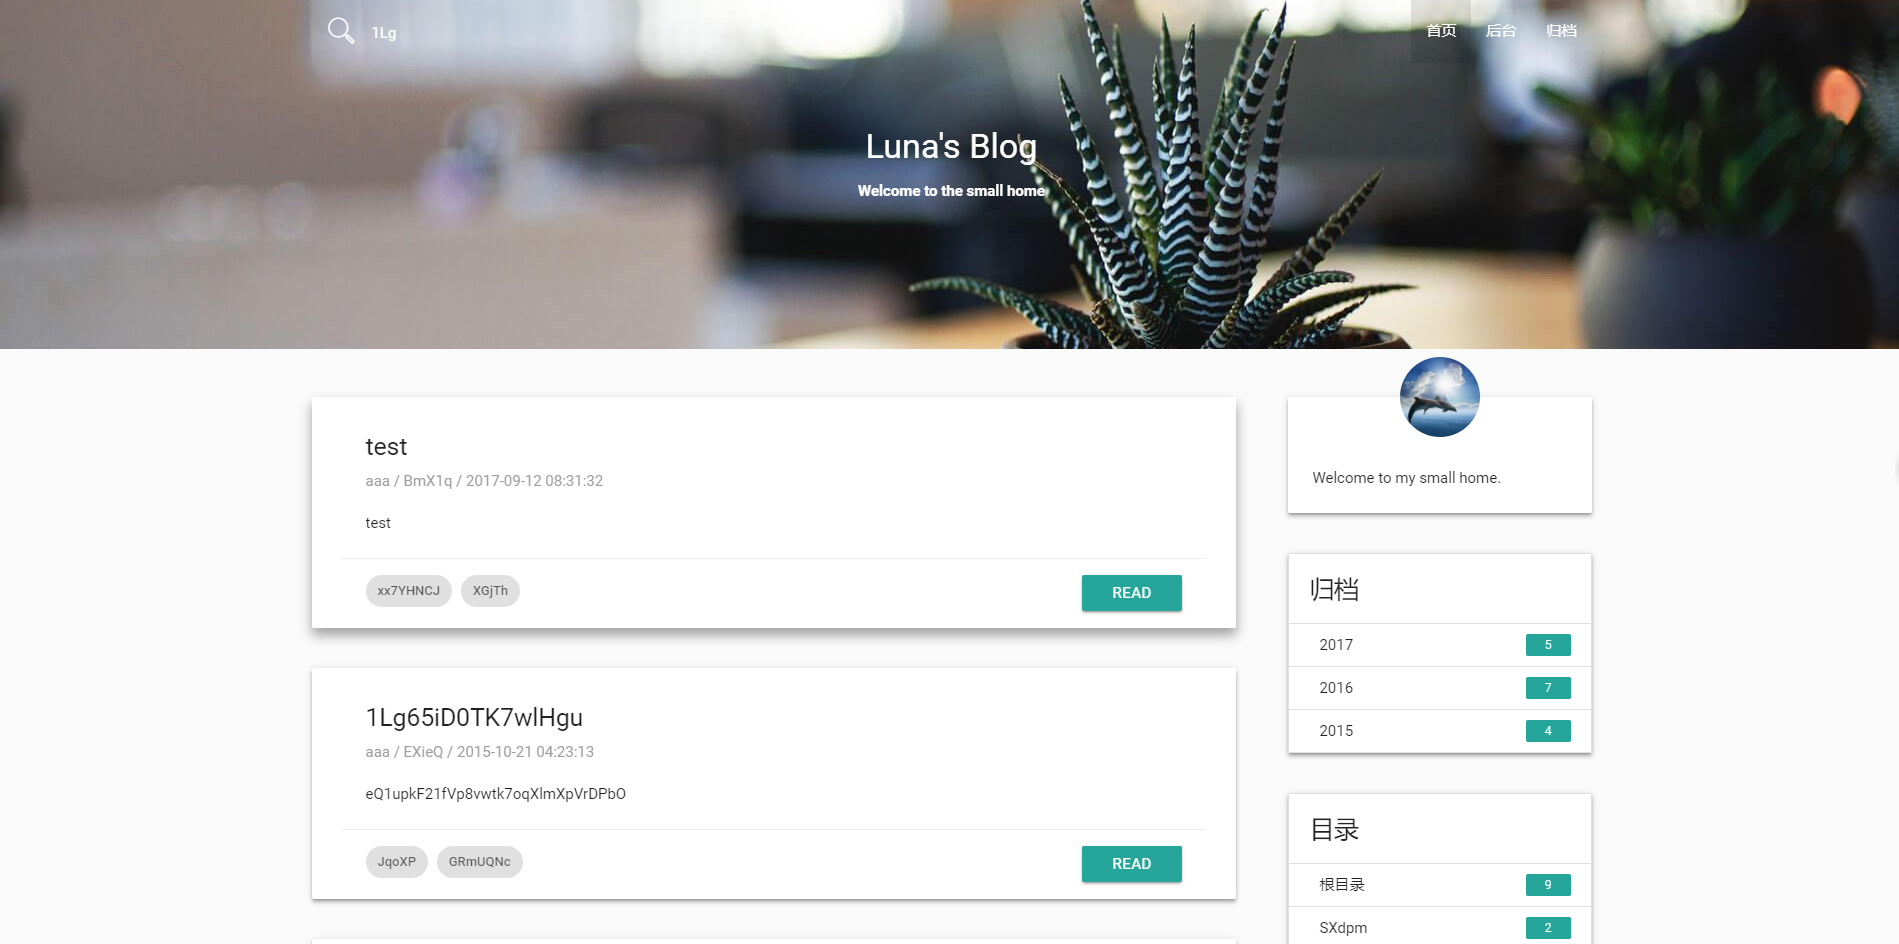 1Lg
首页 后台 归档
Luna's Blog
Welcome to the small home
test
aaa / BmX1q / 2017-09-12 08:31:32
test
xx7YHNCJ XGjTh
READ
1Lg65iD0TK7wlHgu
aaa / EXieQ / 2015-10-21 04:23:13
eQ1upkF21fVp8vwtk7oqXlmXpVrDPbO
JqoXP GRmUQNc
READ
Welcome to my small home.
归档
2017 5
2016 7
2015 4
目录
根目录 9
SXdpm 2